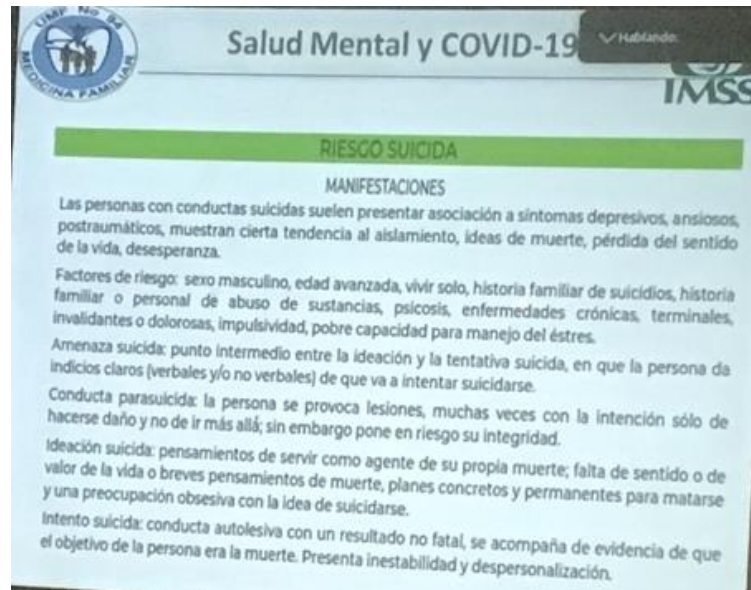 UMF No 94
MEDICINA FAMILIAR
Salud Mental y COVID-19
Hablando:
IMSS
RIESGO SUICIDA
MANIFESTACIONES
Las personas con conductas suicidas suelen presentar asociación a síntomas depresivos, ansiosos,
postraumáticos, muestran cierta tendencia al aislamiento, ideas de muerte, pérdida del sentido
de la vida, desesperanza.
Factores de riesgo: sexo masculino, edad avanzada, vivir solo, historia familiar de suicidios, historia
familiar o personal de abuso de sustancias, psicosis, enfermedades crónicas, terminales,
invalidantes o dolorosas, impulsividad, pobre capacidad para manejo del éstres.
Amenaza suicida: punto intermedio entre la ideación y la tentativa suicida, en que la persona da
indicios claros (verbales y/o no verbales) de que va a intentar suicidarse.
Conducta parasuicida: la persona se provoca lesiones, muchas veces con la intención sólo de
hacerse daño y no de ir más allá; sin embargo pone en riesgo su integridad.
Ideación suicida: pensamientos de servir como agente de su propia muerte; falta de sentido o de
valor de la vida o breves pensamientos de muerte, planes concretos y permanentes para matarse
y una preocupación obsesiva con la idea de suicidarse.
Intento suicida: conducta autolesiva con un resultado no fatal, se acompaña de evidencia de que
el objetivo de la persona era la muerte. Presenta inestabilidad y despersonalización.